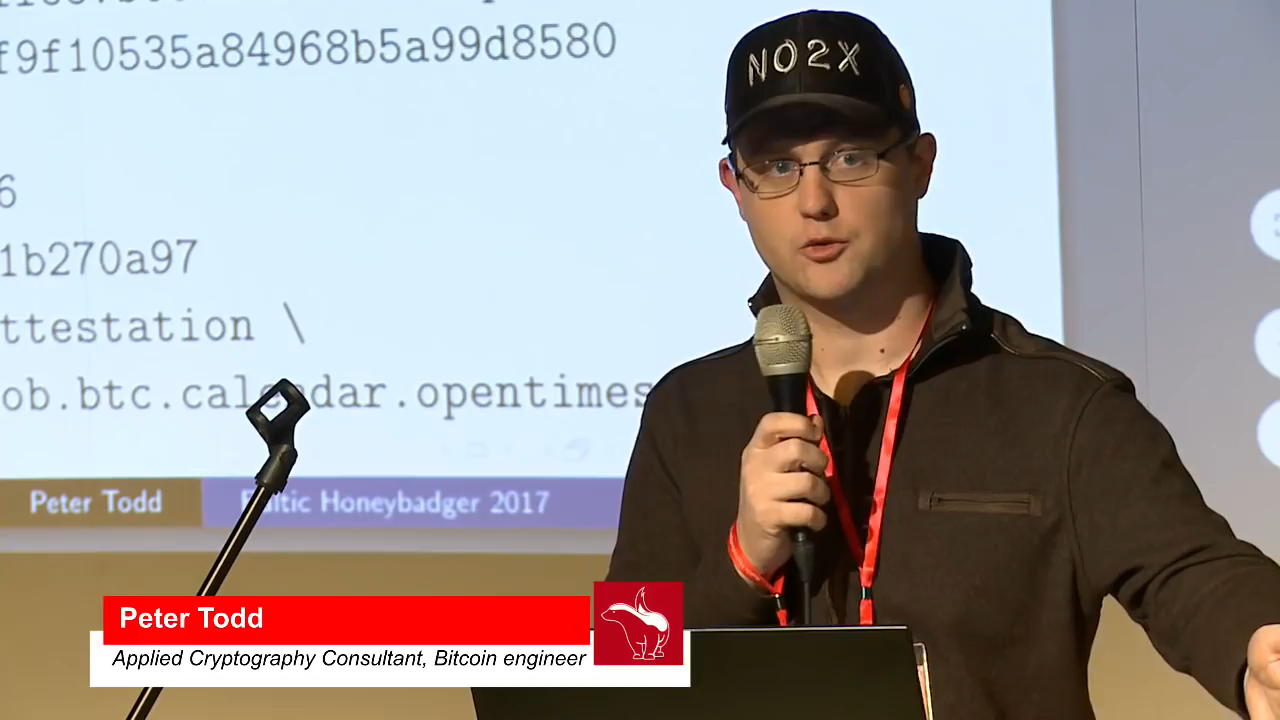 f9f10535a84968b5a99d8580
6
1b270a97
ttestation \
ob.btc.calendar.opentimes
Peter Todd
Baltic Honeybadger 2017
NO2X
Peter Todd
Applied Cryptography Consultant, Bitcoin engineer